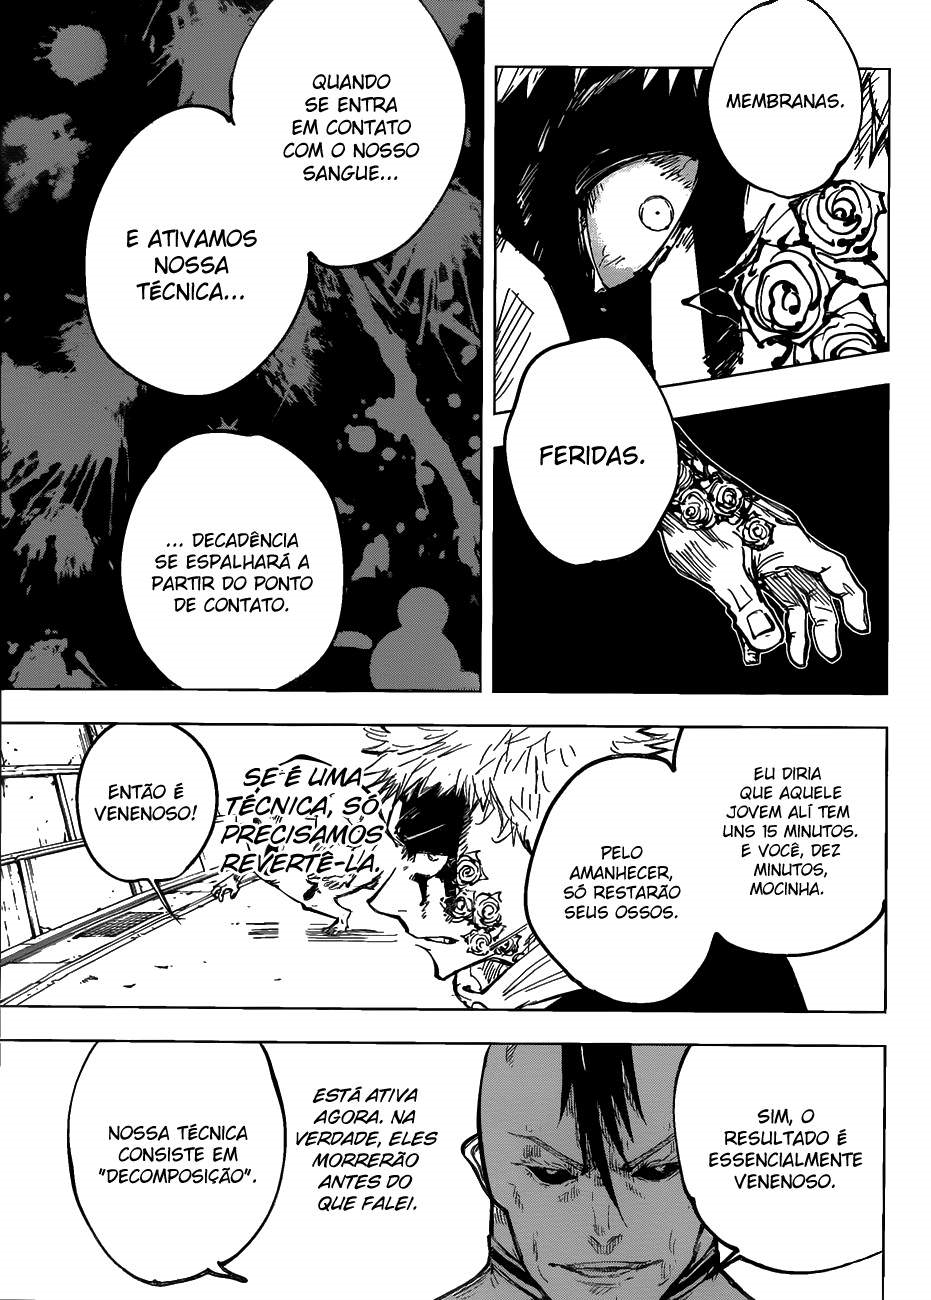 MEMBRANAS.
FERIDAS.
QUANDO
SE ENTRA
EM CONTATO
COM O NOSSO
SANGUE...
E ATIVAMOS
NOSSA
TÉCNICA...
... DECADÊNCIA
SE ESPALHARÁ A
PARTIR DO PONTO
DE CONTATO.
EU DIRIA
QUE AQUELE
JOVEM ALÍ TEM
UNS 15 MINUTOS.
E VOCÊ, DEZ
MINUTOS,
MOCINHA.
PELO
AMANHECER,
SÓ RESTARÃO
SEUS OSSOS.
SE É UMA
TÉCNICA, SÓ
PRECISAMOS
REVERTÊ-LA.
ENTÃO É
VENENOSO!
SIM, O
RESULTADO É
ESSENCIALMENTE
VENENOSO.
ESTÁ ATIVA
AGORA. NA
VERDADE, ELES
MORRERÃO
ANTES DO
QUE FALEI.
NOSSA TÉCNICA
CONSISTE EM
"DECOMPOSIÇÃO".